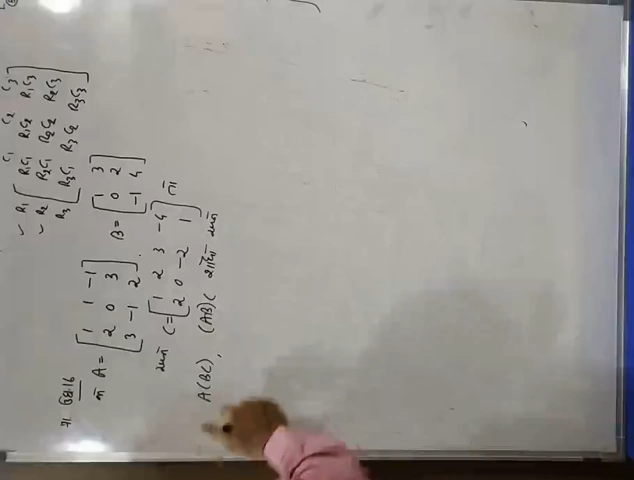 C1 C2 C3
✓ R1 [ R1C1 R1C2 R1C3
✓ R2 R2C1 R2C2 R2C3
R3 R3C1 R3C2 R3C3 ]
A = [ 1 1 -1
2 0 3
3 -1 2 ] . B = [ 1 3
0 2
-1 4 ]
C = [ 1 2 3 -4
2 0 -2 1 ]
A(BC), (AB)C